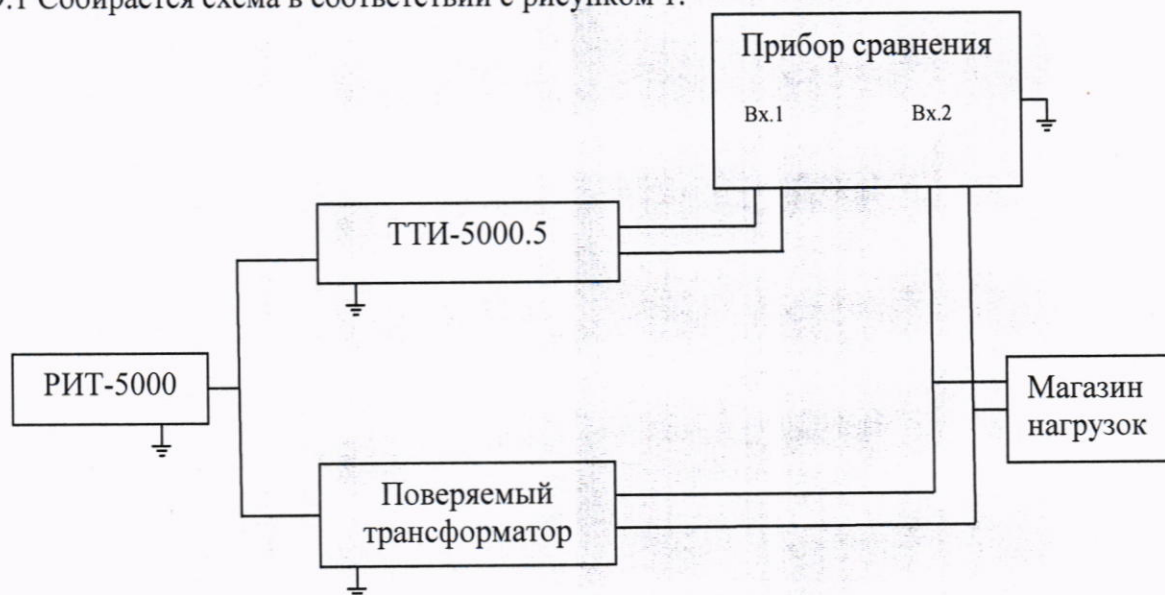 Собирается схема в соответствии с рисунком 1.
Прибор сравнения
Вх.1
Вх.2
ТТИ-5000.5
РИТ-5000
Магазин
нагрузок
Поверяемый
трансформатор